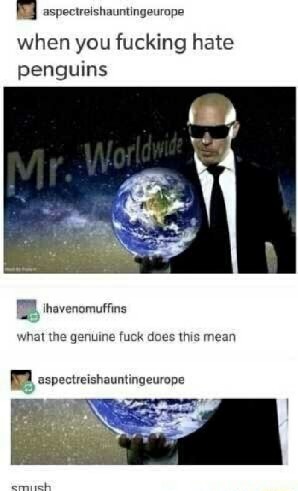 aspectreishauntingeurope
when you fucking hate
penguins
Mr. Worldwide
ihavenomuffins
what the genuine fuck does this mean
aspectreishauntingeurope
smush